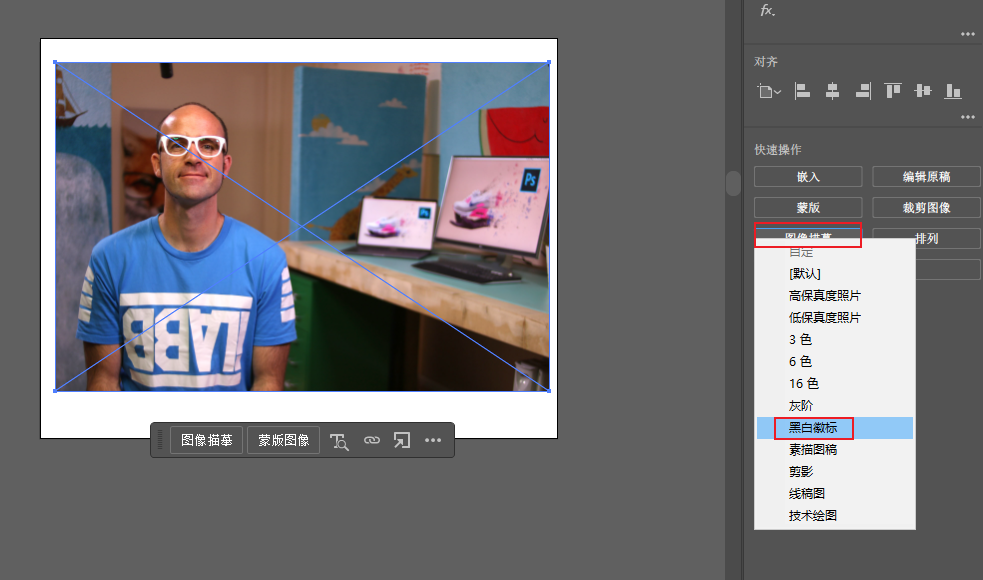 fx.
对齐
快速操作
嵌入
编辑原稿
蒙版
裁剪图像
图像描摹
排列
自定
[默认]
高保真度照片
低保真度照片
3 色
6 色
16 色
灰阶
黑白徽标
素描图稿
剪影
线稿图
技术绘图
Ps
Ps
图像描摹
蒙版图像